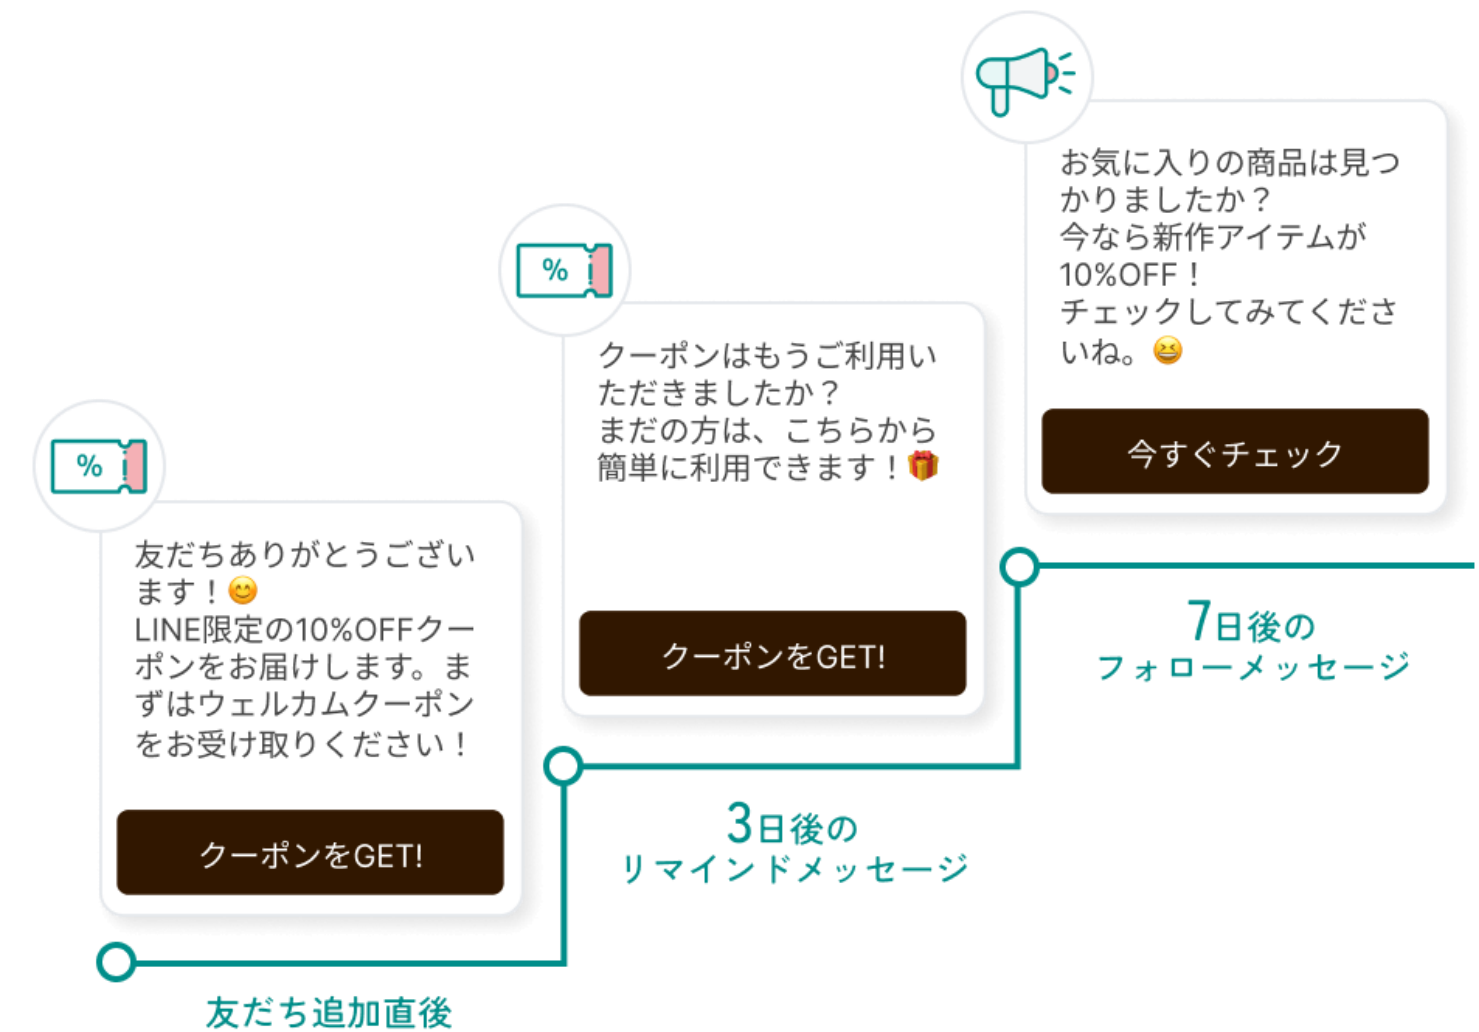 %
友だちありがとうござい
ます！😊
LINE限定の10%OFFクー
ポンをお届けします。ま
ずはウェルカムクーポン
をお受け取りください！
クーポンをGET!
友だち追加直後
%
クーポンはもうご利用い
ただきましたか？
まだの方は、こちらから
簡単に利用できます！🎁
クーポンをGET!
3日後の
リマインドメッセージ
お気に入りの商品は見つ
かりましたか？
今なら新作アイテムが
10%OFF！
チェックしてみてくださ
いね。😆
今すぐチェック
7日後の
フォローメッセージ